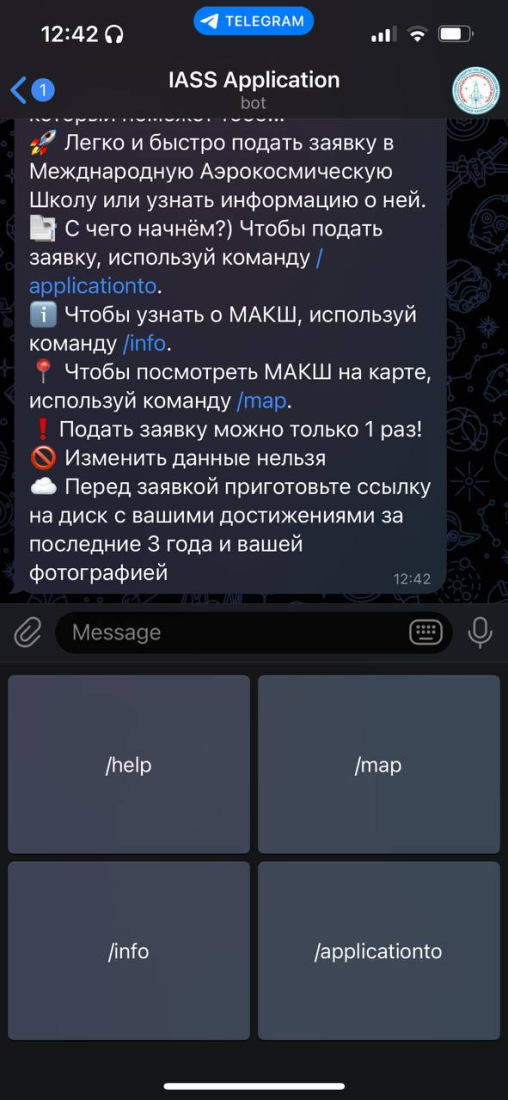 12:42
TELEGRAM
1
IASS Application
bot
который поможет тебе...
🚀 Легко и быстро подать заявку в
Международную Аэрокосмическую
Школу или узнать информацию о ней.
📑 С чего начнём?) Чтобы подать
заявку, используй команду /
applicationto.
ℹ️ Чтобы узнать о МАКШ, используй
команду /info.
📍 Чтобы посмотреть МАКШ на карте,
используй команду /map.
❗ Подать заявку можно только 1 раз!
🚫 Изменить данные нельзя
☁️ Перед заявкой приготовьте ссылку
на диск с вашими достижениями за
последние 3 года и вашей
фотографией
12:42
Message
/help
/map
/info
/applicationto